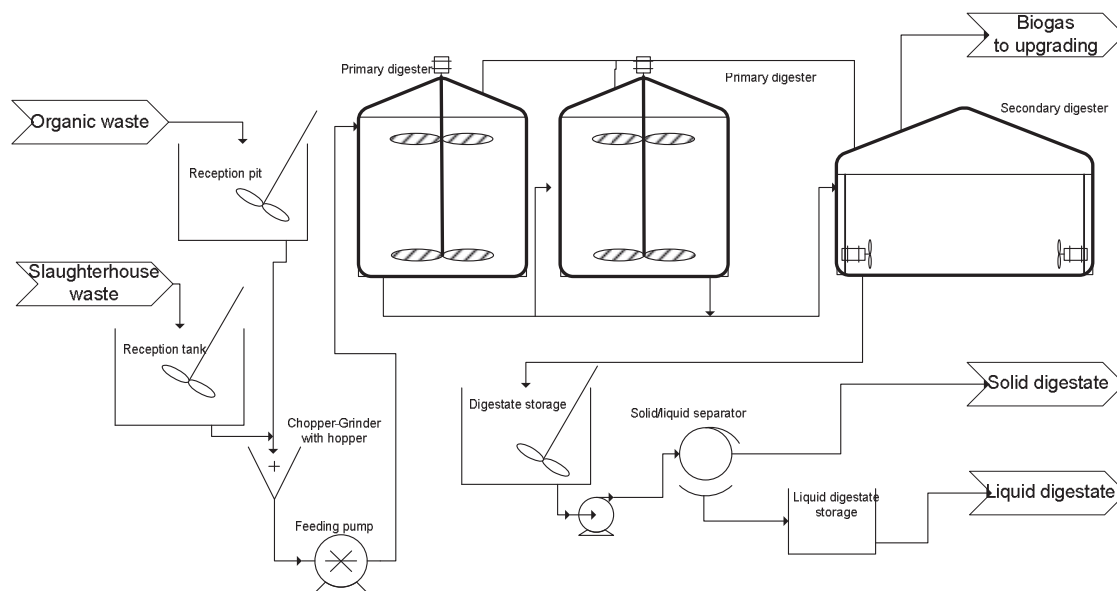 Biogas
to upgrading
Primary digester
Primary digester
Secondary digester
Organic waste
Reception pit
Slaughterhouse
waste
Reception tank
Chopper-Grinder
with hopper
Feeding pump
Digestate storage
Solid/liquid separator
Solid digestate
Liquid digestate
storage
Liquid digestate